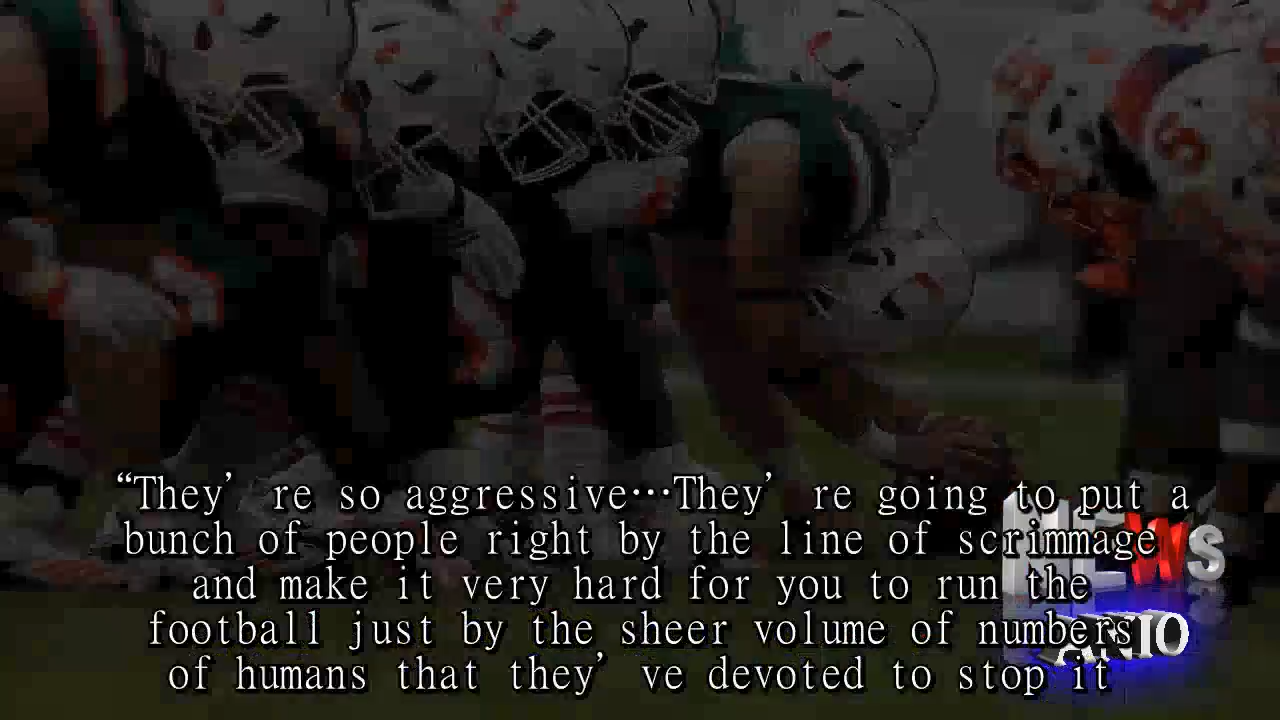 “They’re so aggressive…They’re going to put a
bunch of people right by the line of scrimmage
and make it very hard for you to run the
football just by the sheer volume of numbers
of humans that they’ve devoted to stop it
NEWS
ANIO